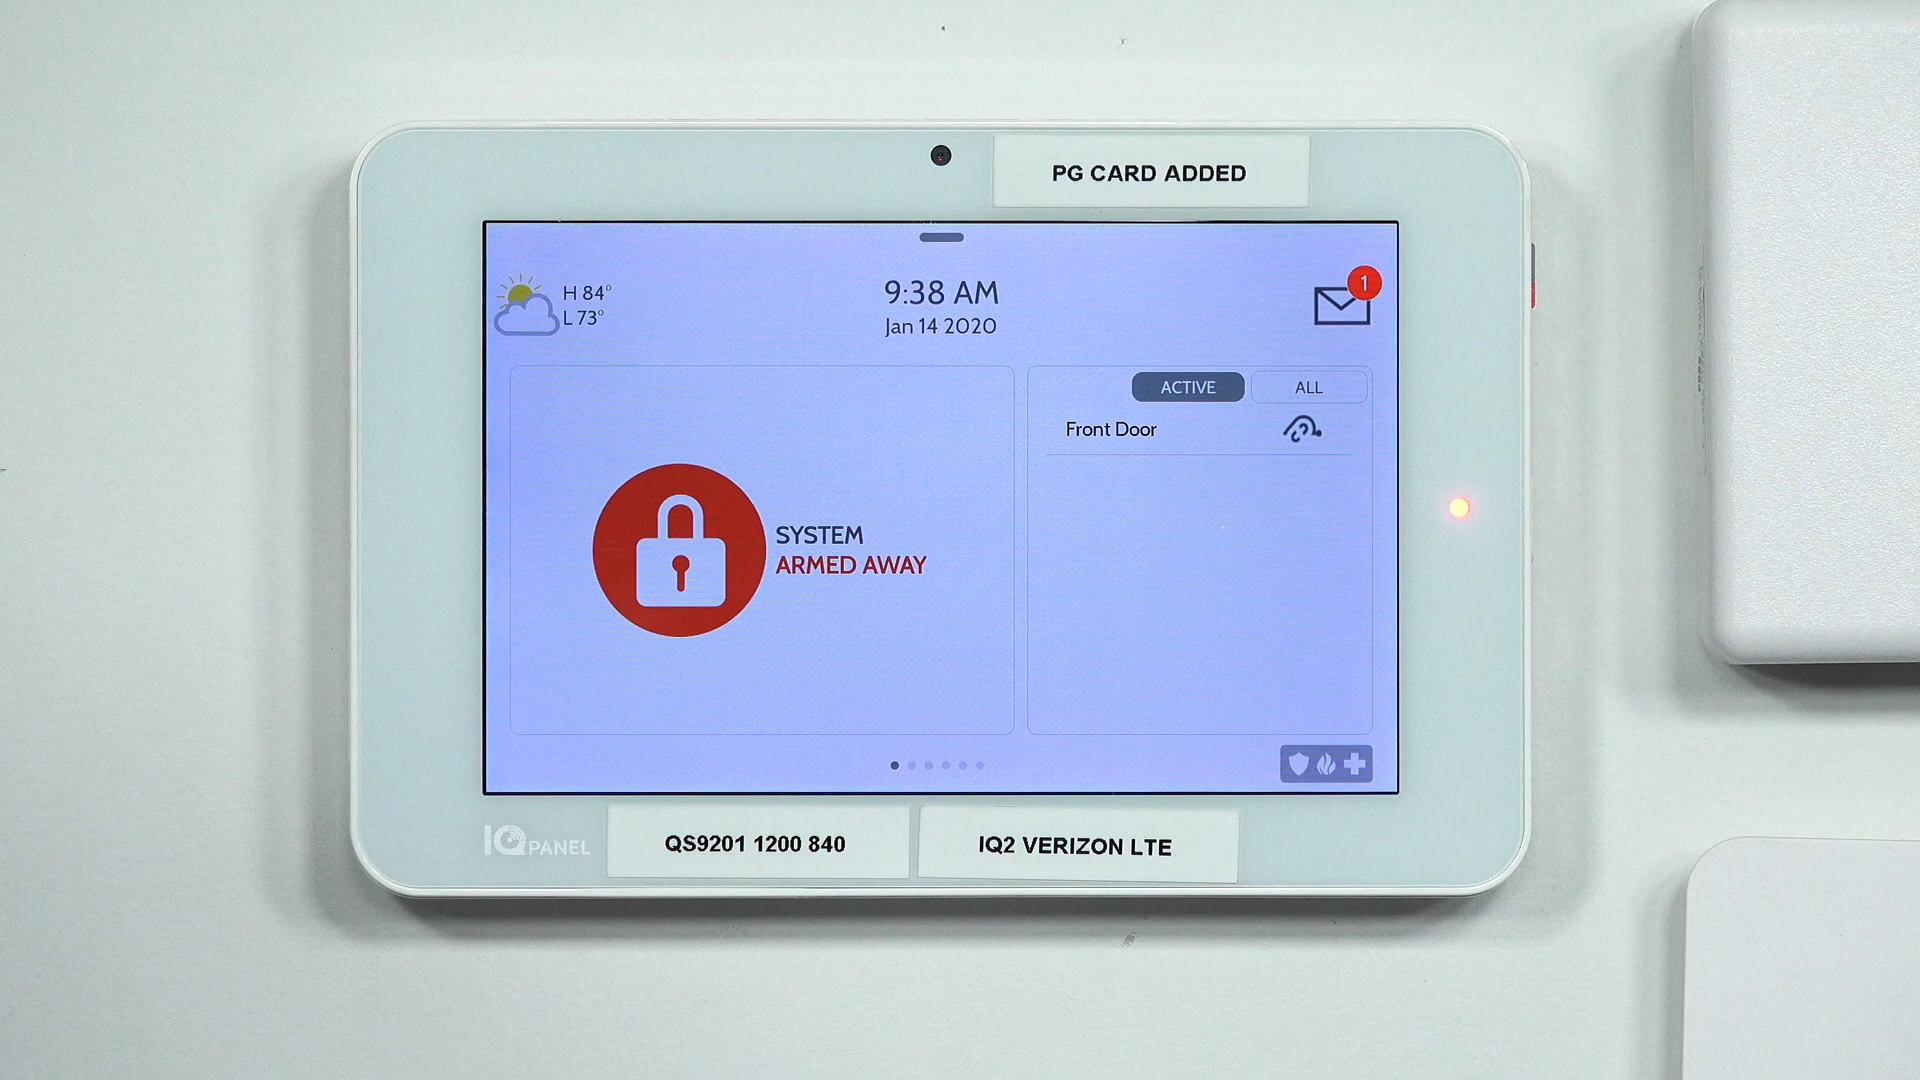 PG CARD ADDED
H 84°
L 73°
9:38 AM
Jan 14 2020
1
ACTIVE
ALL
Front Door
SYSTEM
ARMED AWAY
IQ PANEL
QS9201 1200 840
IQ2 VERIZON LTE